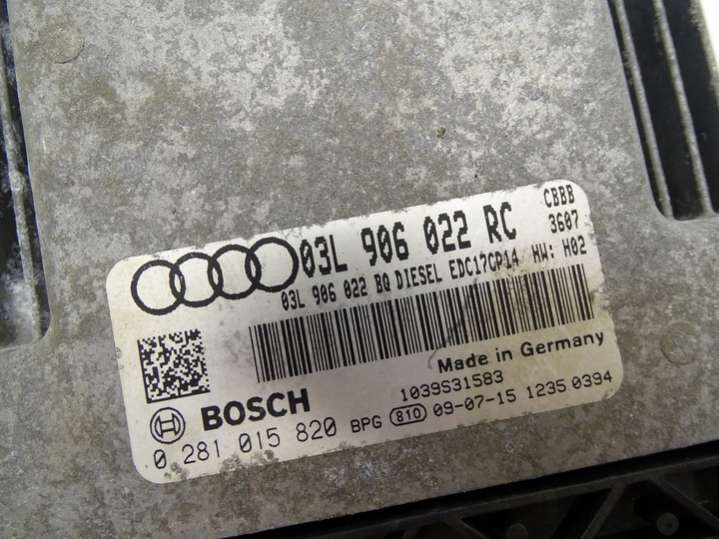 03L 906 022 RC CBBB
3607
03L 906 022 BQ DIESEL EDC17CP14 HW: H02
Made in Germany
1039S31583
BOSCH
0 281 015 820 BPG 810 09-07-15 1235 0394